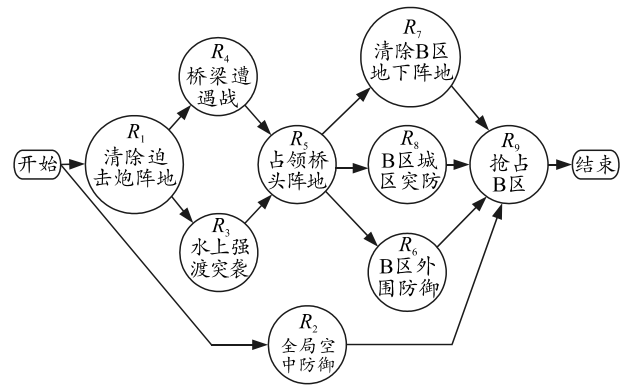 开始
R1
清除迫
击炮阵地
R4
桥梁遭
遇战
R3
水上强
渡突袭
R5
占领桥
头阵地
R7
清除B区
地下阵地
R8
B区城
区突防
R6
B区外
围防御
R2
全局空
中防御
R9
抢占
B区
结束